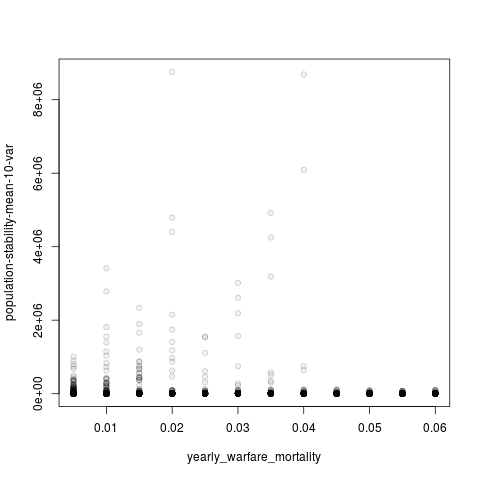 population-stability-mean-10-var
8e+06
6e+06
4e+06
2e+06
0e+00
0.01 0.02 0.03 0.04 0.05 0.06
yearly_warfare_mortality